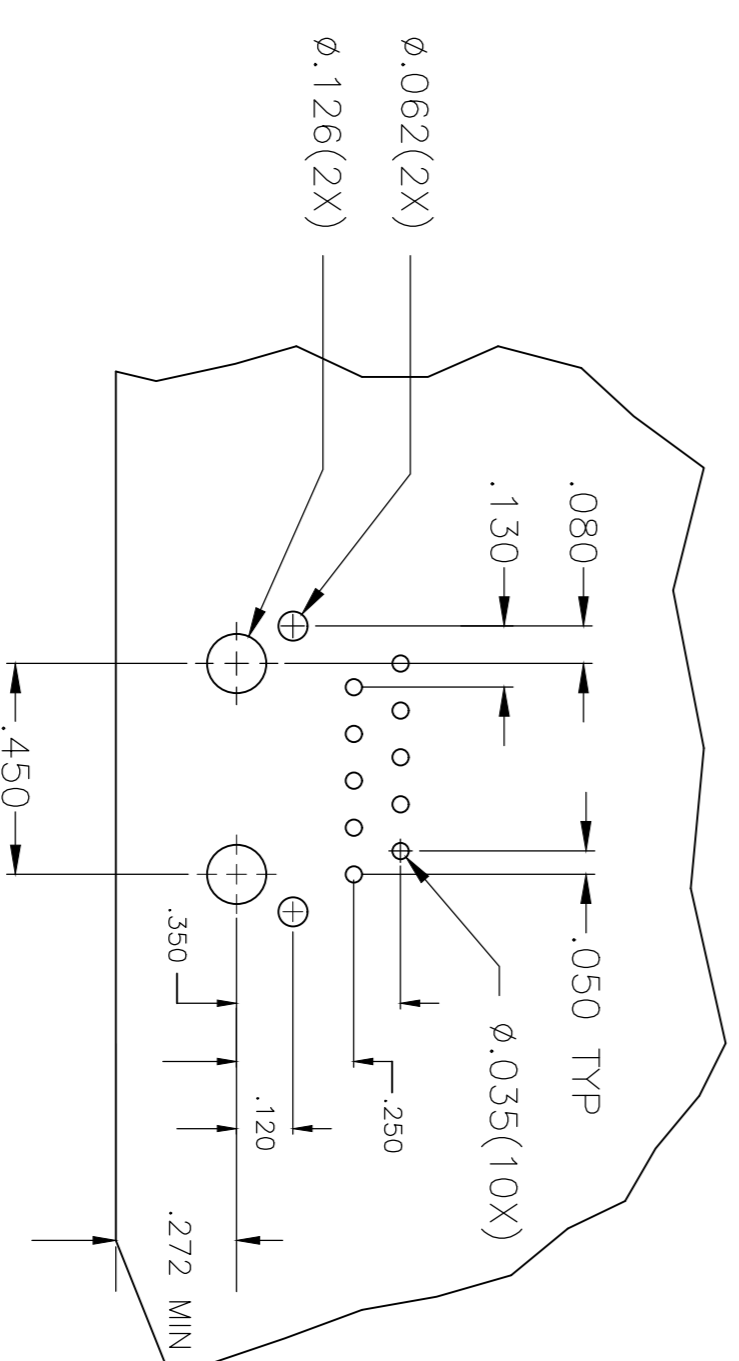 Ø.062(2X)
Ø.126(2X)
.080
.130
.050 TYP
Ø.035(10X)
.450
.350
.250
.120
.272 MIN